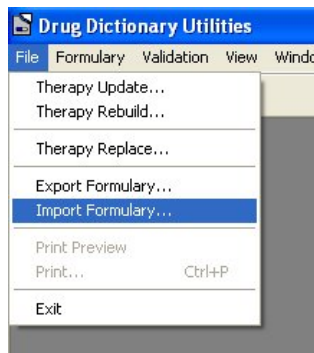 Drug Dictionary Utilities
File Formulary Validation View Windo
Therapy Update...
Therapy Rebuild...
Therapy Replace...
Export Formulary...
Import Formulary...
Print Preview
Print... Ctrl+P
Exit